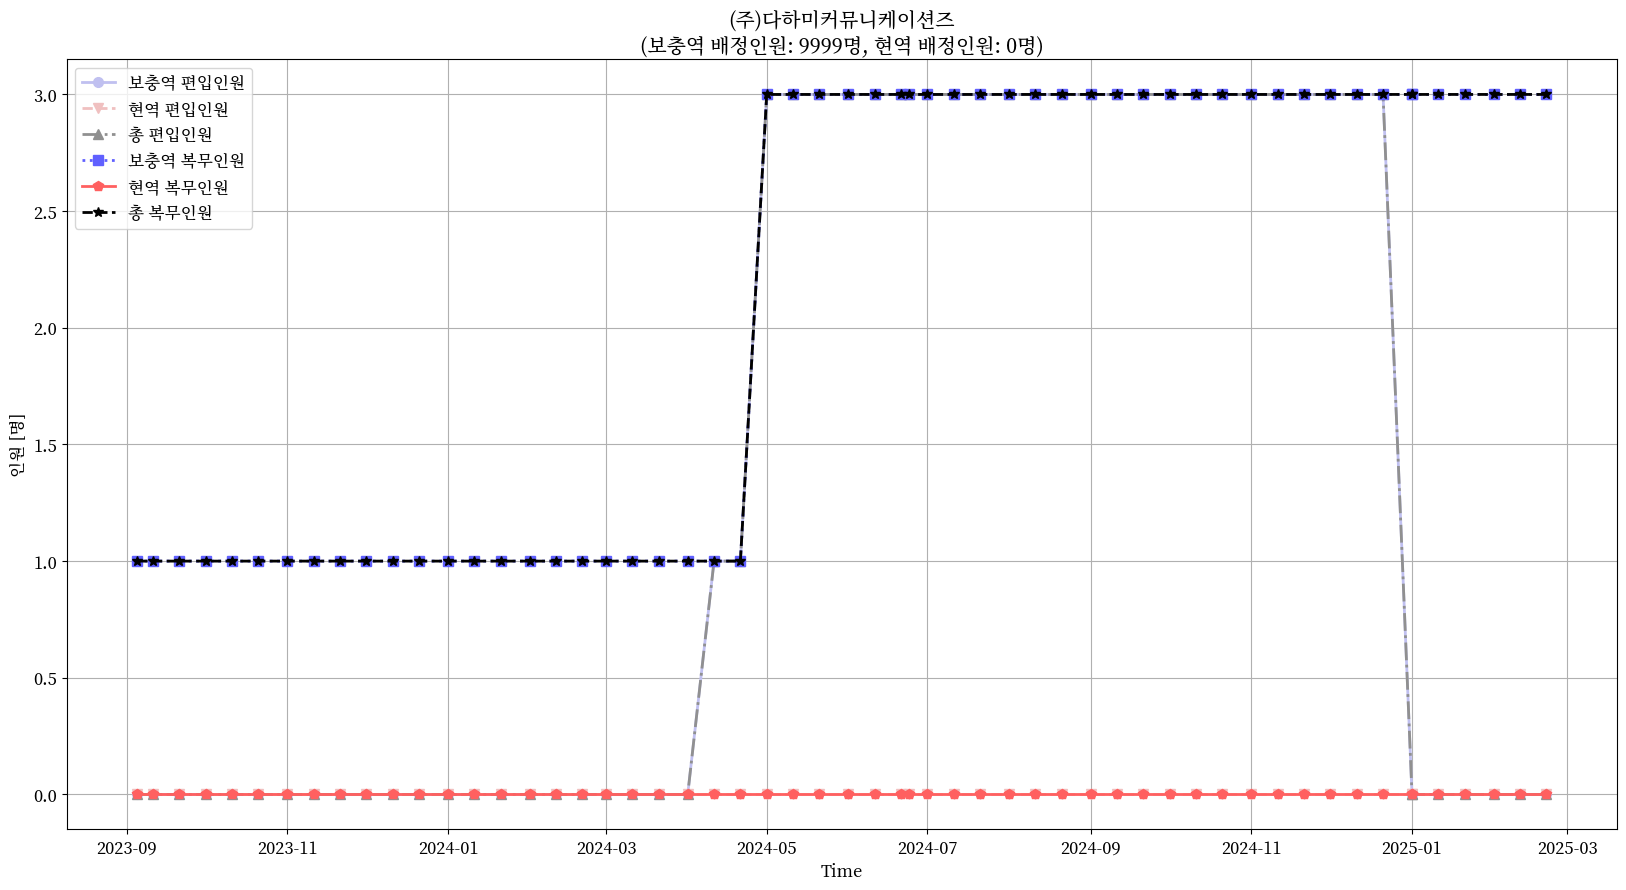 (주)다하미커뮤니케이션즈
(보충역 배정인원: 9999명, 현역 배정인원: 0명)
보충역 편입인원
현역 편입인원
총 편입인원
보충역 복무인원
현역 복무인원
총 복무인원
3.0
2.5
2.0
1.5
1.0
0.5
0.0
인원 [명]
2023-09
2023-11
2024-01
2024-03
2024-05
2024-07
2024-09
2024-11
2025-01
2025-03
Time